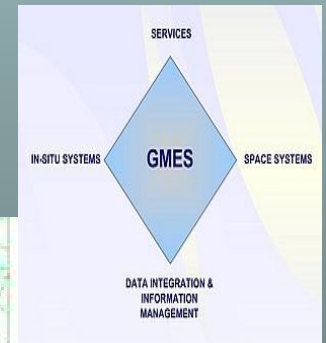 SERVICES
IN-SITU SYSTEMS GMES SPACE SYSTEMS
DATA INTEGRATION &
INFORMATION
MANAGEMENT